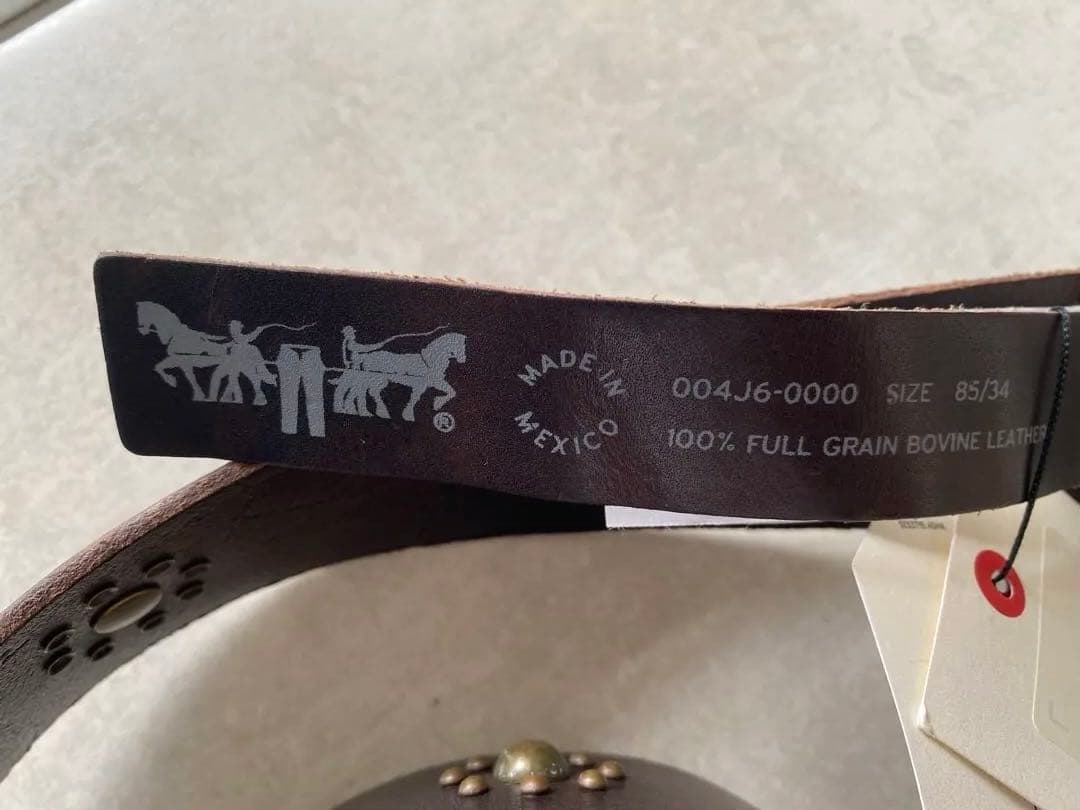 ®
MADE IN
MEXICO
004J6-0000 SIZE 85/34
100% FULL GRAIN BOVINE LEATHER